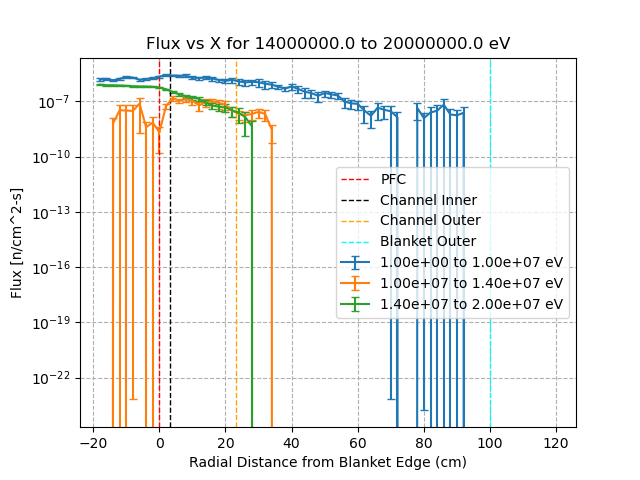 Flux vs X for 14000000.0 to 20000000.0 eV
Flux [n/cm^2-s]
10⁻⁷
10⁻¹⁰
10⁻¹³
10⁻¹⁶
10⁻¹⁹
10⁻²²
PFC
Channel Inner
Channel Outer
Blanket Outer
1.00e+00 to 1.00e+07 eV
1.00e+07 to 1.40e+07 eV
1.40e+07 to 2.00e+07 eV
−20 0 20 40 60 80 100 120
Radial Distance from Blanket Edge (cm)